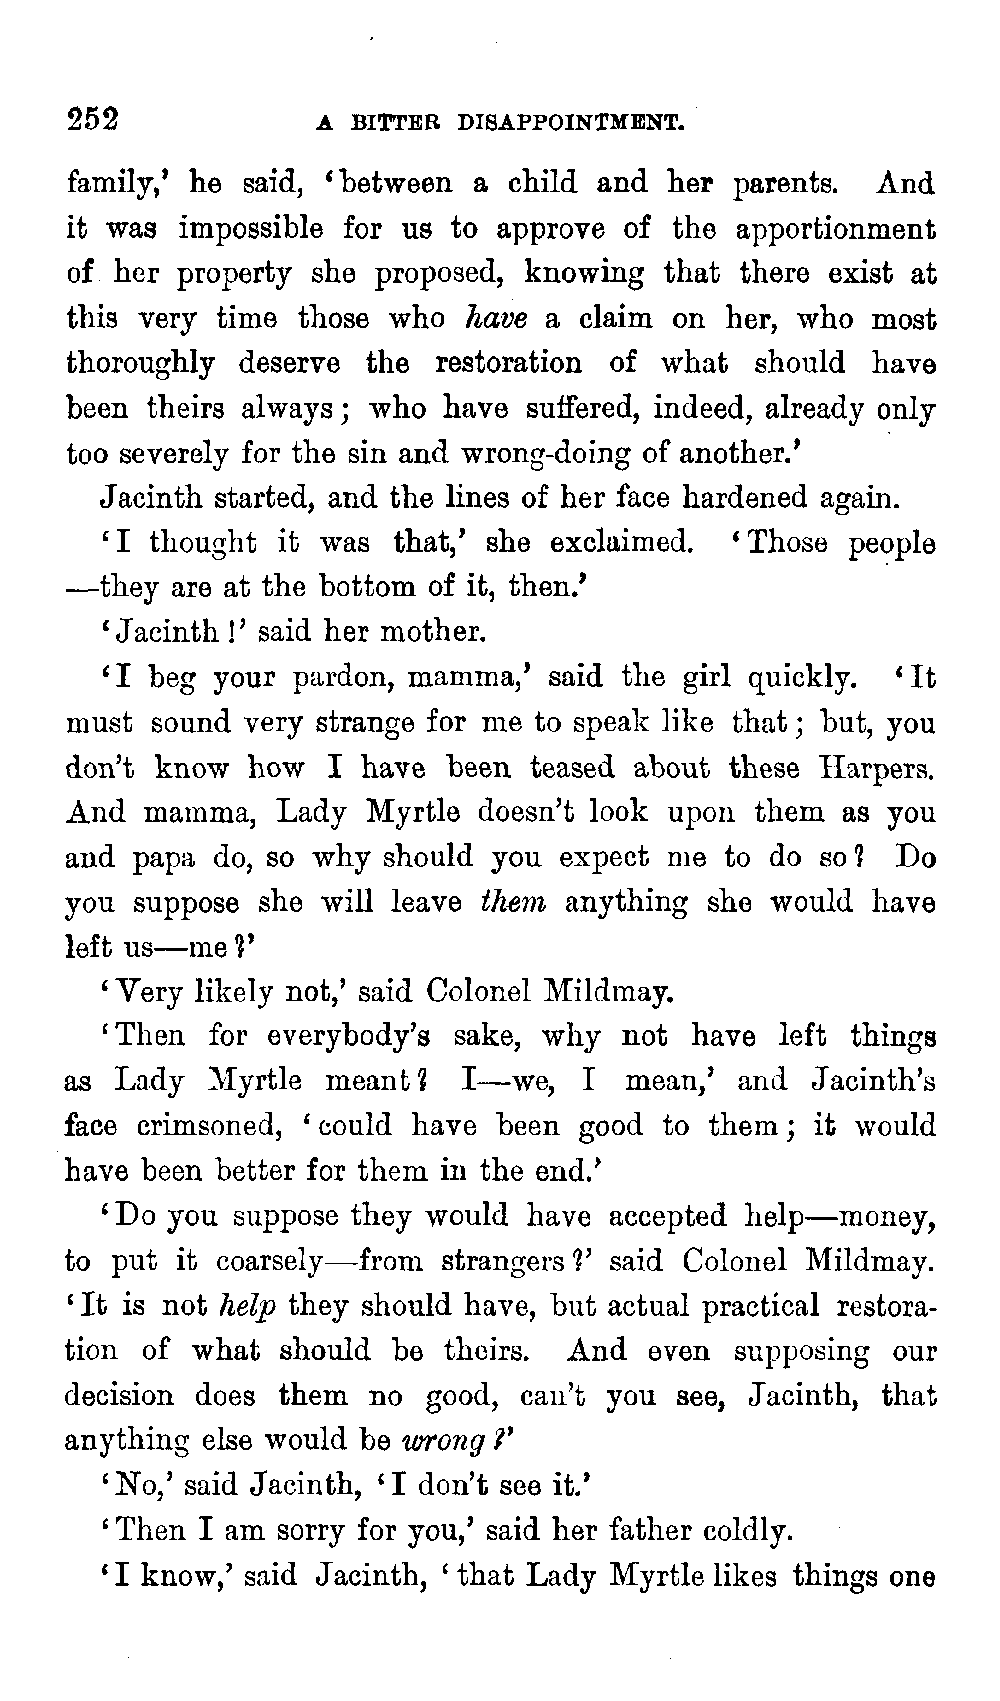 252 A BITTER DISAPPOINTMENT.
family,’ he said, ‘between a child and her parents. And
it was impossible for us to approve of the apportionment
of her property she proposed, knowing that there exist at
this very time those who have a claim on her, who most
thoroughly deserve the restoration of what should have
been theirs always; who have suffered, indeed, already only
too severely for the sin and wrong-doing of another.’
Jacinth started, and the lines of her face hardened again.
‘I thought it was that,’ she exclaimed. ‘Those people
—they are at the bottom of it, then.’
‘Jacinth!’ said her mother.
‘I beg your pardon, mamma,’ said the girl quickly. ‘It
must sound very strange for me to speak like that; but, you
don’t know how I have been teased about these Harpers.
And mamma, Lady Myrtle doesn’t look upon them as you
and papa do, so why should you expect me to do so? Do
you suppose she will leave them anything she would have
left us—me?’
‘Very likely not,’ said Colonel Mildmay.
‘Then for everybody’s sake, why not have left things
as Lady Myrtle meant? I—we, I mean,’ and Jacinth’s
face crimsoned, ‘could have been good to them; it would
have been better for them in the end.’
‘Do you suppose they would have accepted help—money,
to put it coarsely—from strangers?’ said Colonel Mildmay.
‘It is not help they should have, but actual practical restora-
tion of what should be theirs. And even supposing our
decision does them no good, can’t you see, Jacinth, that
anything else would be wrong?’
‘No,’ said Jacinth, ‘I don’t see it.’
‘Then I am sorry for you,’ said her father coldly.
‘I know,’ said Jacinth, ‘that Lady Myrtle likes things one